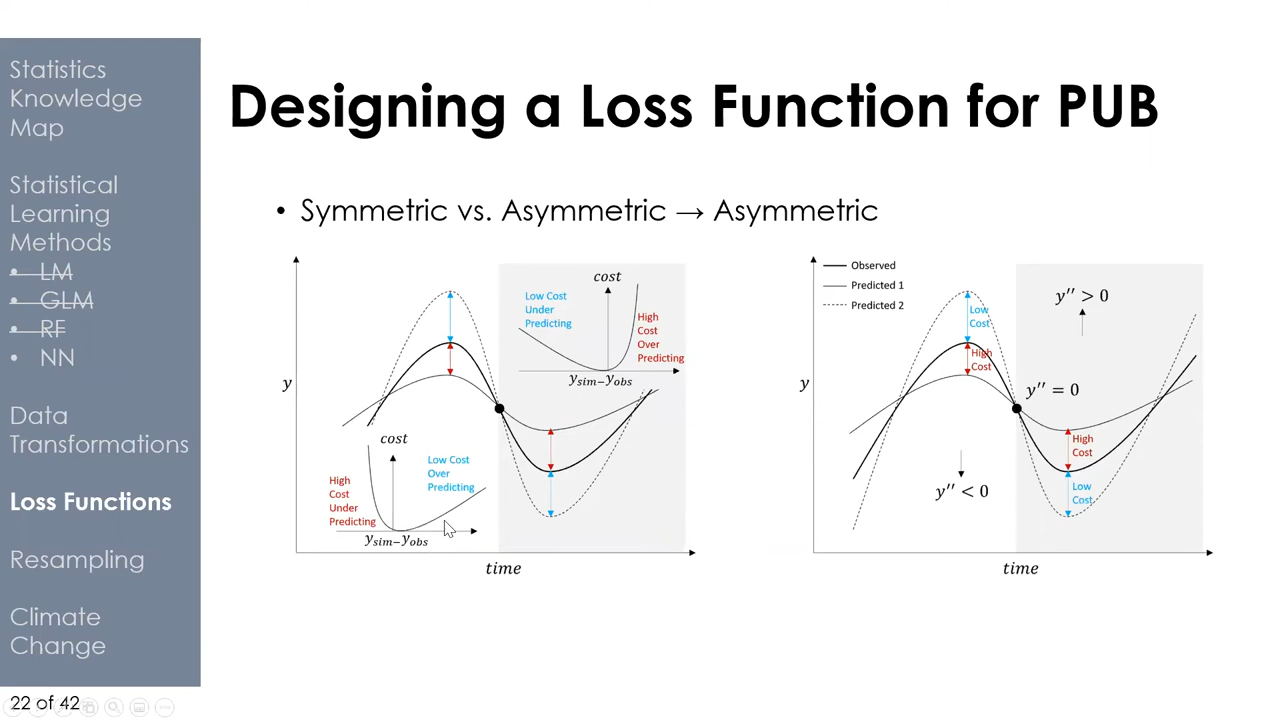 Statistics
Knowledge
Map
Statistical
Learning
Methods
• LM
• GLM
• RF
• NN
Data
Transformations
Loss Functions
Resampling
Climate
Change
22 of 42
Designing a Loss Function for PUB
• Symmetric vs. Asymmetric → Asymmetric
y
cost
Low Cost
Under
Predicting
High
Cost
Over
Predicting
y_sim−y_obs
cost
High
Cost
Under
Predicting
Low Cost
Over
Predicting
y_sim−y_obs
time
Observed
Predicted 1
Predicted 2
y
Low
Cost
High
Cost
y′′ > 0
y′′ = 0
y′′ < 0
High
Cost
Low
Cost
time